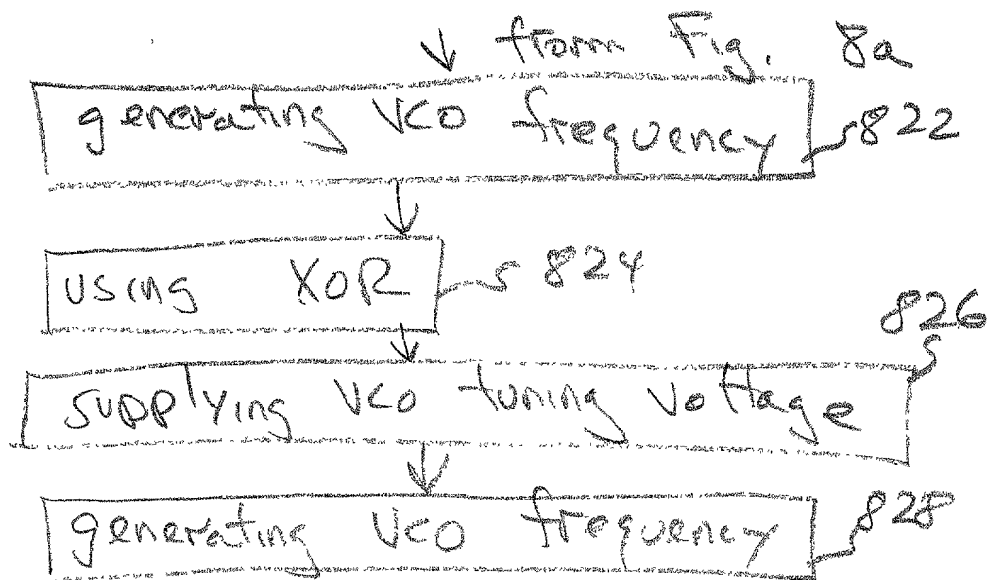 from Fig. 8a
generating VCO frequency 822
using XOR 824
826
supplying VCO tuning voltage
generating VCO frequency 828